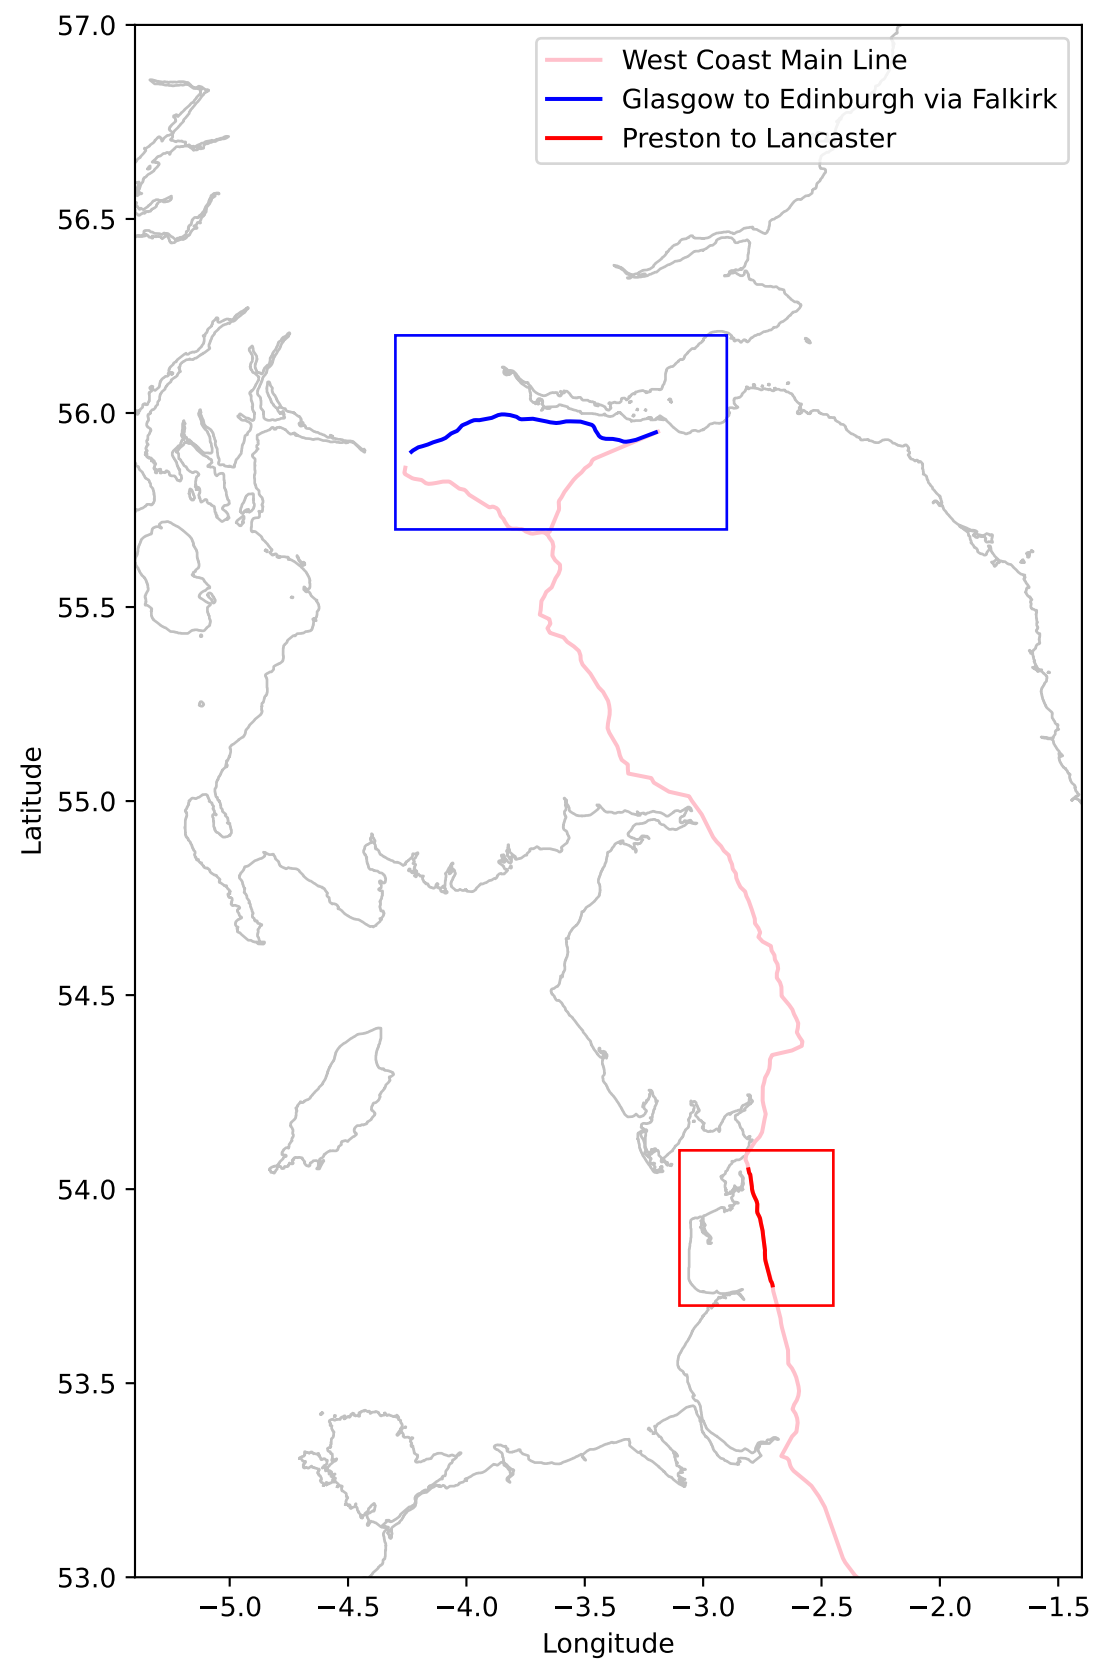 57.0
West Coast Main Line
Glasgow to Edinburgh via Falkirk
Preston to Lancaster
56.5
56.0
55.5
55.0
54.5
54.0
53.5
53.0
Latitude
−5.0 −4.5 −4.0 −3.5 −3.0 −2.5 −2.0 −1.5
Longitude